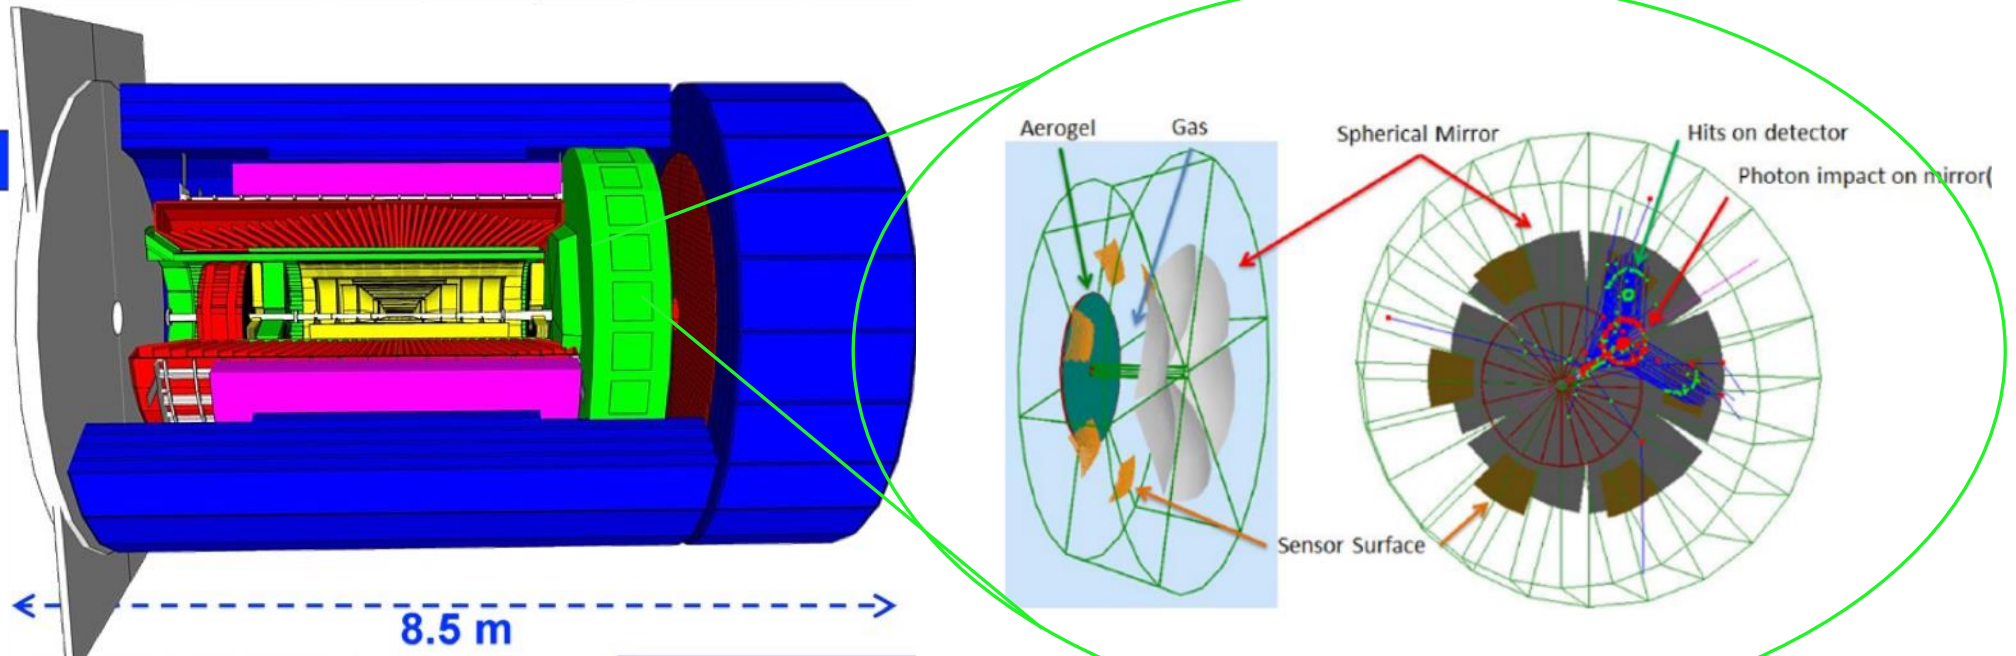 8.5 m
Aerogel
Gas
Spherical Mirror
Hits on detector
Photon impact on mirror(
Sensor Surface